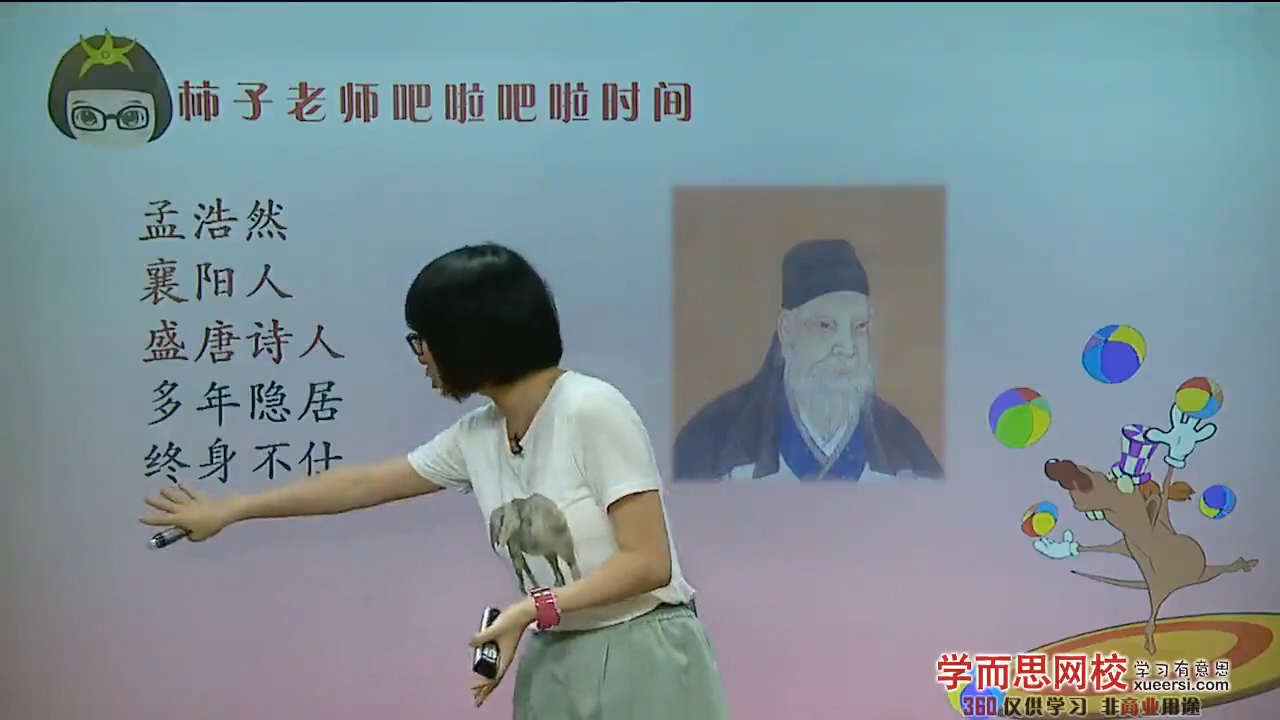 柿子老师吧啦吧啦时间
孟浩然
襄阳人
盛唐诗人
多年隐居
终身不仕
学而思网校 学习有意思
xueersi.com
360 仅供学习 非商业用途